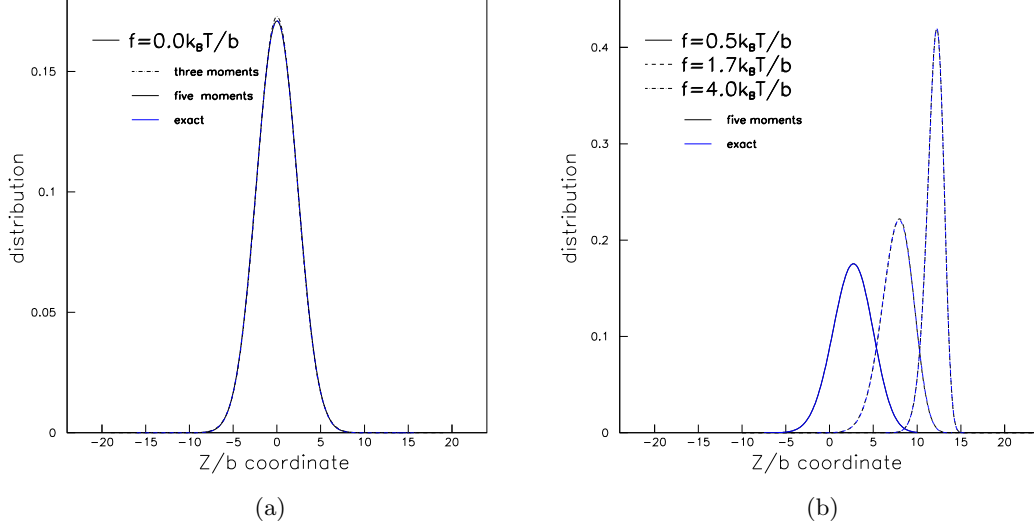 f=0.0k_BT/b
three moments
five moments
exact
0.15
0.1
0.05
0
distribution
−20 −15 −10 −5 0 5 10 15 20
Z/b coordinate
(a)
f=0.5k_BT/b
f=1.7k_BT/b
f=4.0k_BT/b
five moments
exact
0.4
0.3
0.2
0.1
0
distribution
−20 −15 −10 −5 0 5 10 15 20
Z/b coordinate
(b)